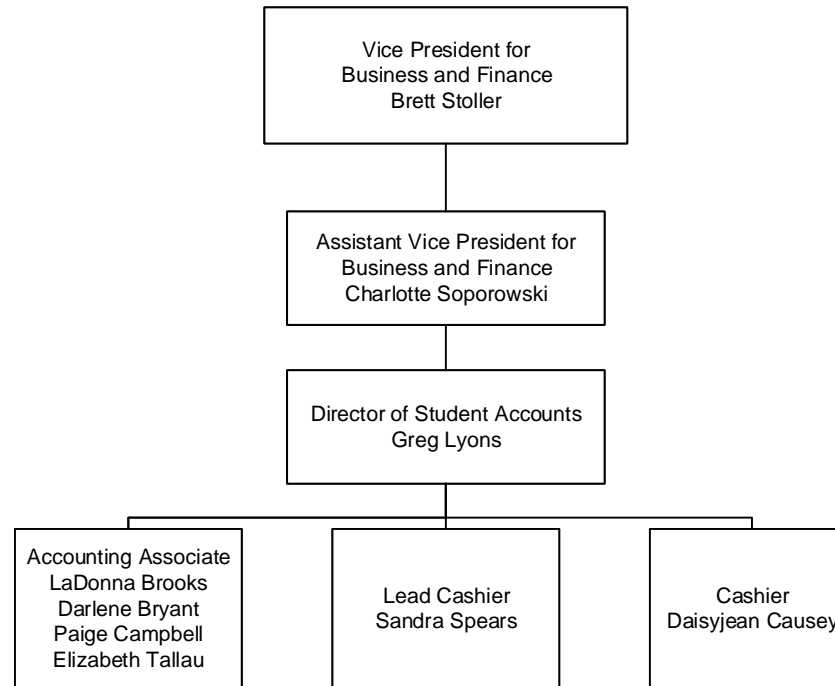 Vice President for
Business and Finance
Brett Stoller
Assistant Vice President for
Business and Finance
Charlotte Soporowski
Director of Student Accounts
Greg Lyons
Accounting Associate
LaDonna Brooks
Darlene Bryant
Paige Campbell
Elizabeth Tallau
Lead Cashier
Sandra Spears
Cashier
Daisyjean Causey